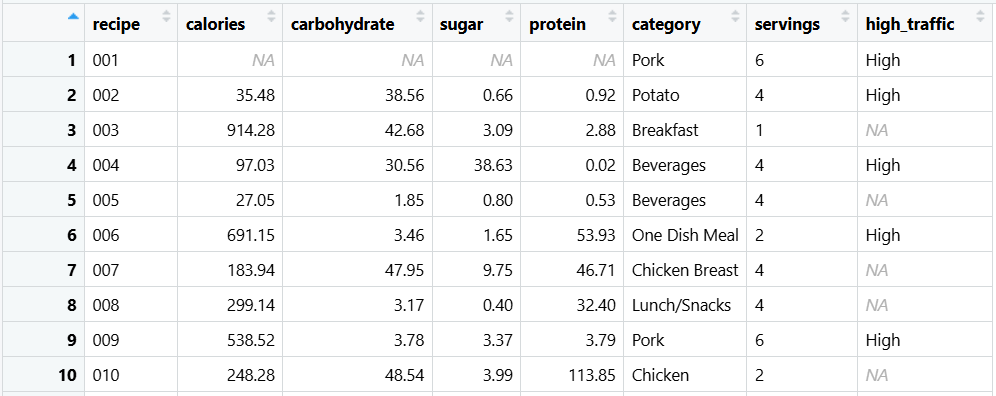 recipe calories carbohydrate sugar protein category servings high_traffic
1 001 NA NA NA NA Pork 6 High
2 002 35.48 38.56 0.66 0.92 Potato 4 High
3 003 914.28 42.68 3.09 2.88 Breakfast 1 NA
4 004 97.03 30.56 38.63 0.02 Beverages 4 High
5 005 27.05 1.85 0.80 0.53 Beverages 4 NA
6 006 691.15 3.46 1.65 53.93 One Dish Meal 2 High
7 007 183.94 47.95 9.75 46.71 Chicken Breast 4 NA
8 008 299.14 3.17 0.40 32.40 Lunch/Snacks 4 NA
9 009 538.52 3.78 3.37 3.79 Pork 6 High
10 010 248.28 48.54 3.99 113.85 Chicken 2 NA